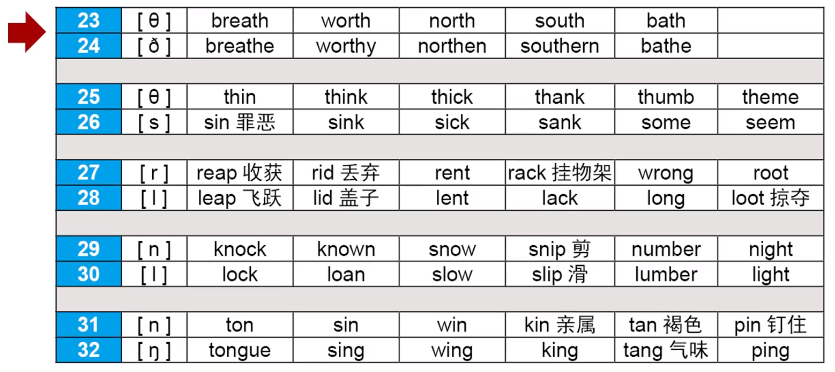 23 [ θ ] breath worth north south bath
24 [ ð ] breathe worthy northen southern bathe
25 [ θ ] thin think thick thank thumb theme
26 [ s ] sin 罪恶 sink sick sank some seem
27 [ r ] reap 收获 rid 丢弃 rent rack 挂物架 wrong root
28 [ l ] leap 飞跃 lid 盖子 lent lack long loot 掠夺
29 [ n ] knock known snow snip 剪 number night
30 [ l ] lock loan slow slip 滑 lumber light
31 [ n ] ton sin win kin 亲属 tan 褐色 pin 钉住
32 [ ŋ ] tongue sing wing king tang 气味 ping